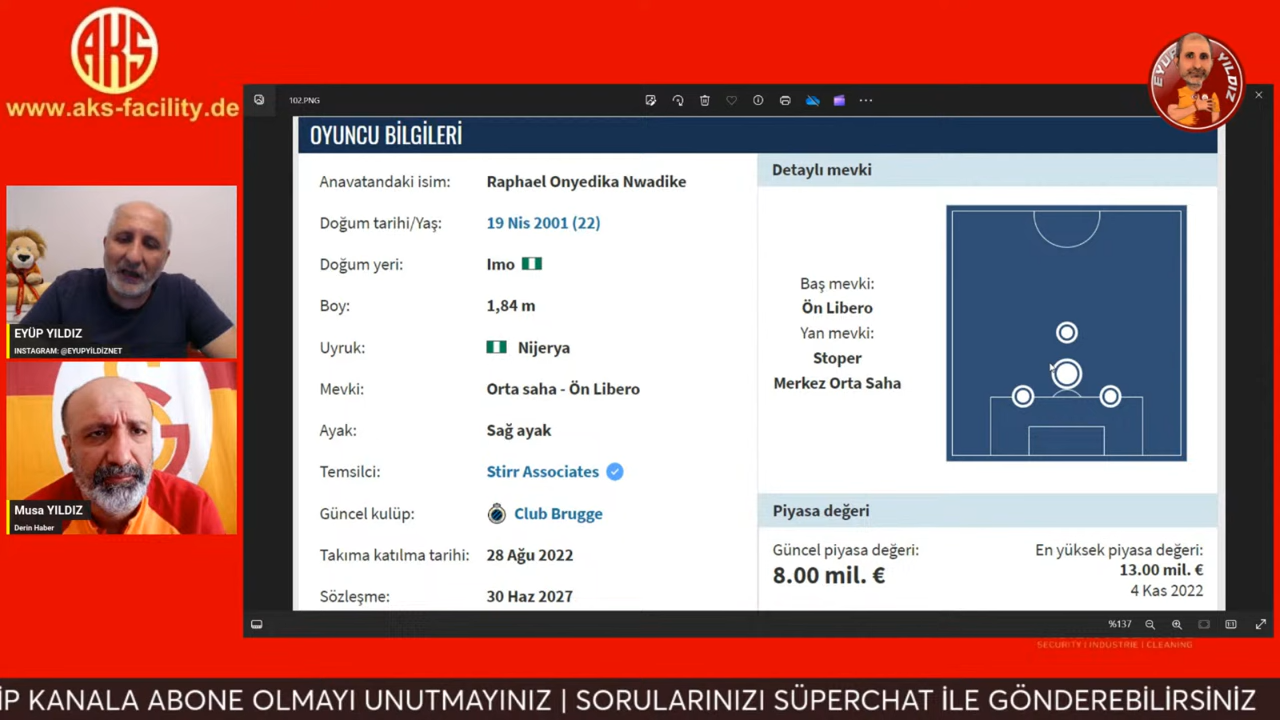 AKS
www.aks-facility.de
EYÜP YILDIZ
102.PNG
OYUNCU BİLGİLERİ
Anavatandaki isim: Raphael Onyedika Nwadike
Doğum tarihi/Yaş: 19 Nis 2001 (22)
Doğum yeri: Imo
Boy: 1,84 m
Uyruk: Nijerya
Mevki: Orta saha - Ön Libero
Ayak: Sağ ayak
Temsilci: Stirr Associates
Güncel kulüp: Club Brugge
Takıma katılma tarihi: 28 Ağu 2022
Sözleşme: 30 Haz 2027
Detaylı mevki
Baş mevki:
Ön Libero
Yan mevki:
Stoper
Merkez Orta Saha
Piyasa değeri
Güncel piyasa değeri:
8.00 mil. €
En yüksek piyasa değeri:
13.00 mil. €
4 Kas 2022
%137
EYÜP YILDIZ
INSTAGRAM: @EYUPYILDIZNET
Musa YILDIZ
Derin Haber
SECURITY | INDUSTRIE | CLEANING
İP KANALA ABONE OLMAYI UNUTMAYINIZ | SORULARINIZI SÜPERCHAT İLE GÖNDEREBİLİRSİNİZ